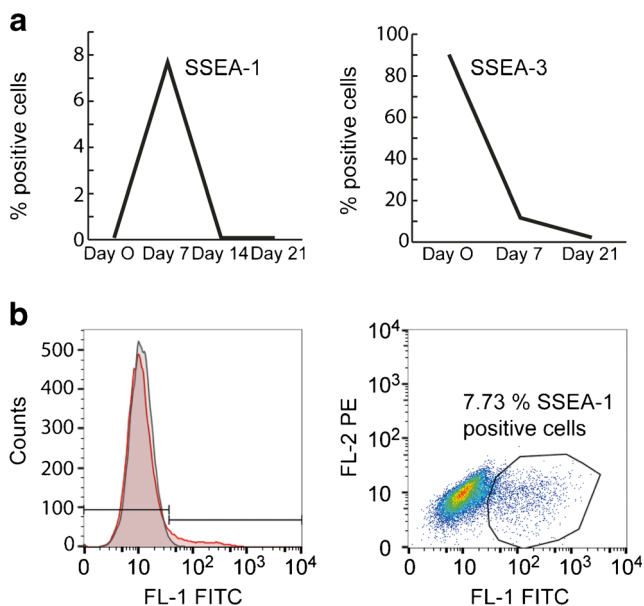 a
8
6
4
2
0
% positive cells
SSEA-1
Day O Day 7 Day 14 Day 21
100
80
60
40
20
0
% positive cells
SSEA-3
Day O Day 7 Day 21
b
500
400
300
200
100
0
Counts
0 10 10² 10³ 10⁴
FL-1 FITC
10⁴
10³
10²
10
0
FL-2 PE
7.73 % SSEA-1
positive cells
0 10 10² 10³ 10⁴
FL-1 FITC